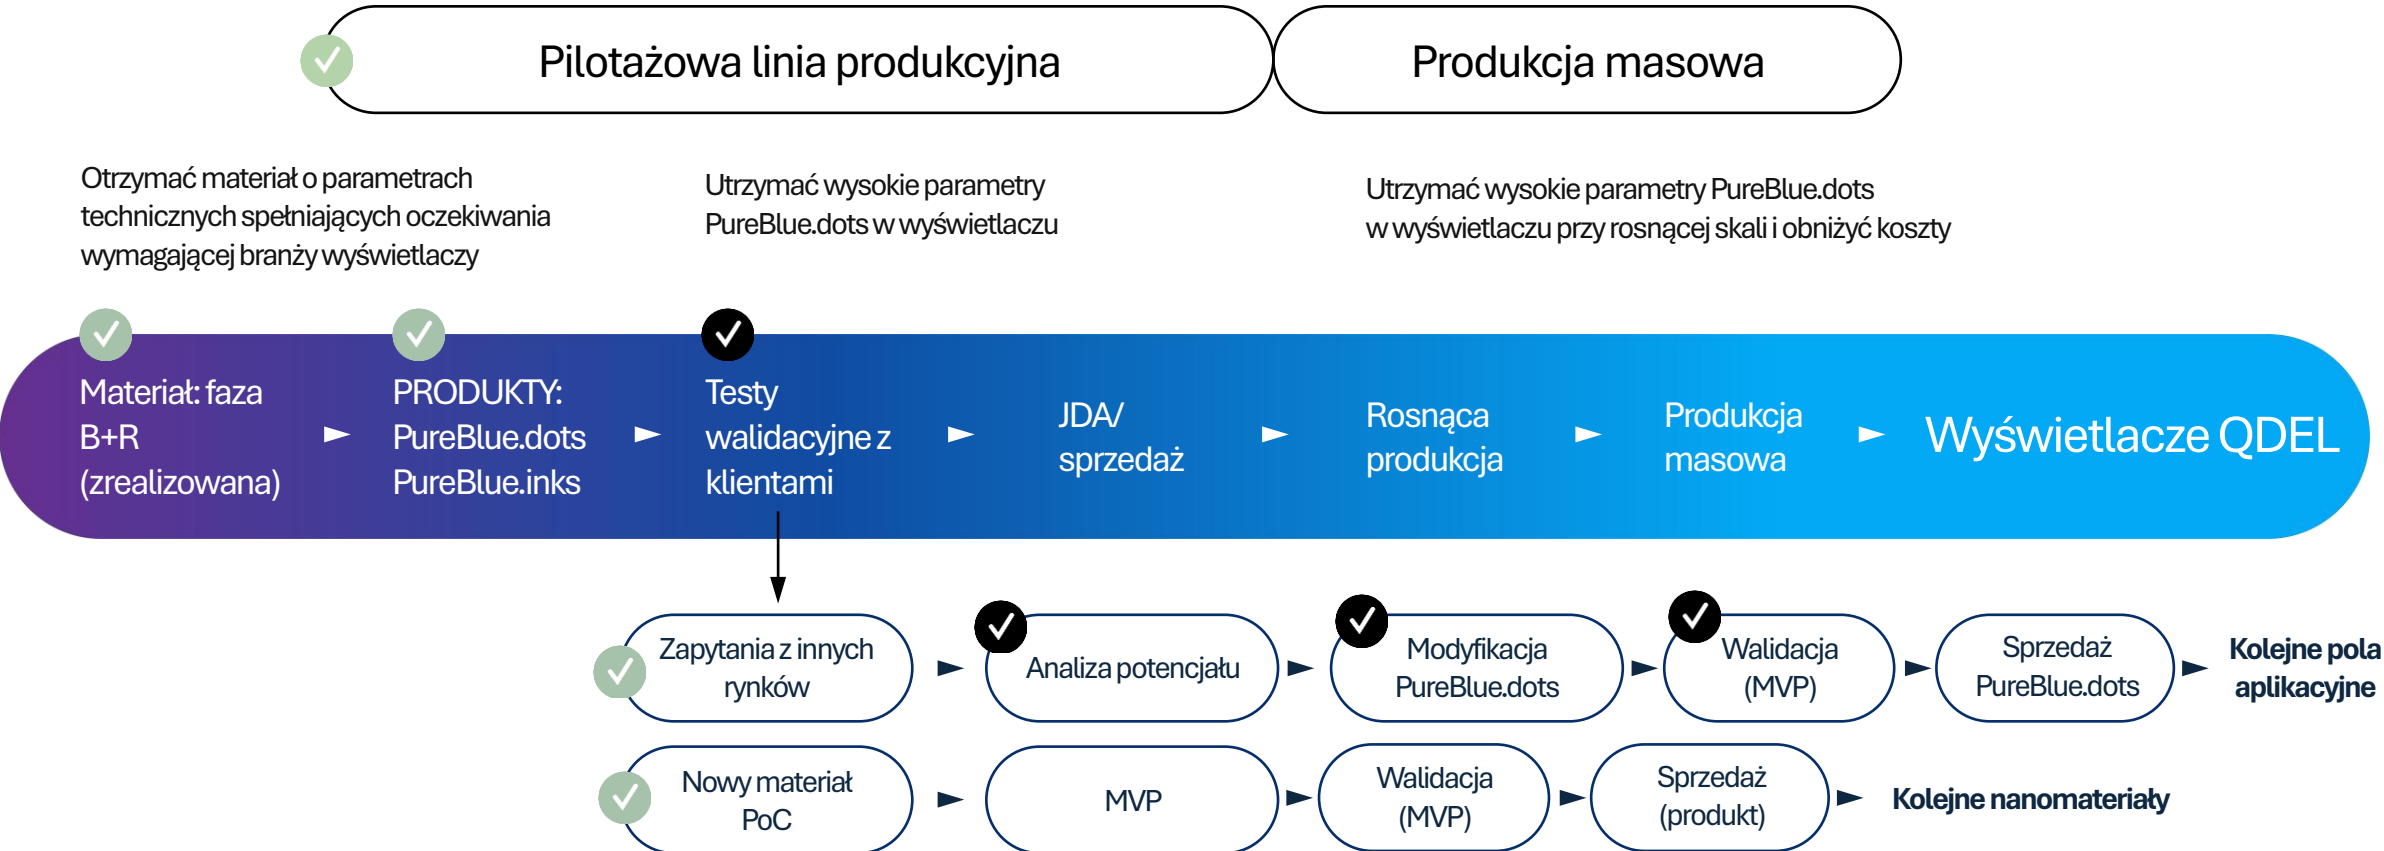 Pilotażowa linia produkcyjna
Produkcja masowa
Otrzymać materiał o parametrach
technicznych spełniających oczekiwania
wymagającej branży wyświetlaczy
Utrzymać wysokie parametry
PureBlue.dots w wyświetlaczu
Utrzymać wysokie parametry PureBlue.dots
w wyświetlaczu przy rosnącej skali i obniżyć koszty
Materiał: faza
B+R
(zrealizowana)
PRODUKTY:
PureBlue.dots
PureBlue.inks
Testy
walidacyjne z
klientami
JDA/
sprzedaż
Rosnąca
produkcja
Produkcja
masowa
Wyświetlacze QDEL
Zapytania z innych
rynków
Analiza potencjału
Modyfikacja
PureBlue.dots
Walidacja
(MVP)
Sprzedaż
PureBlue.dots
Kolejne pola
aplikacyjne
Nowy materiał
PoC
MVP
Walidacja
(MVP)
Sprzedaż
(produkt)
Kolejne nanomateriały